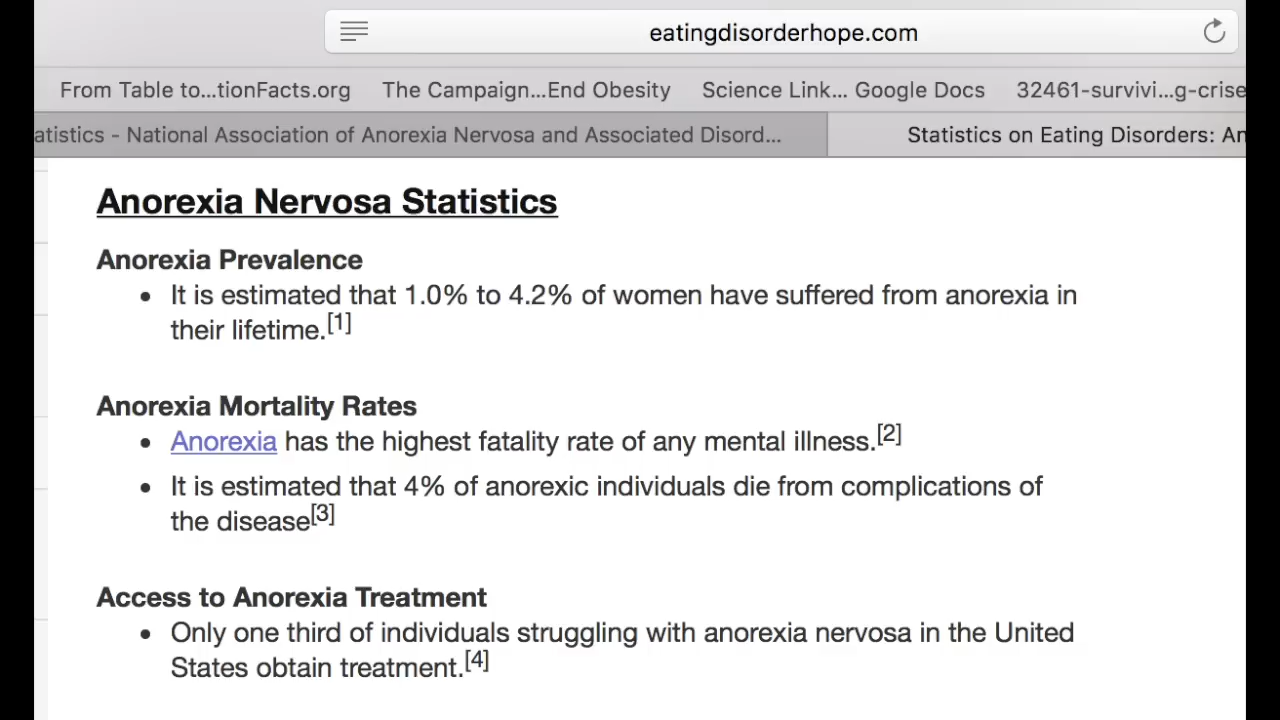 eatingdisorderhope.com
From Table to...tionFacts.org The Campaign...End Obesity Science Link... Google Docs 32461-survivi...g-crise
atistics - National Association of Anorexia Nervosa and Associated Disord... Statistics on Eating Disorders: An
Anorexia Nervosa Statistics
Anorexia Prevalence
• It is estimated that 1.0% to 4.2% of women have suffered from anorexia in
their lifetime.[1]
Anorexia Mortality Rates
• Anorexia has the highest fatality rate of any mental illness.[2]
• It is estimated that 4% of anorexic individuals die from complications of
the disease[3]
Access to Anorexia Treatment
• Only one third of individuals struggling with anorexia nervosa in the United
States obtain treatment.[4]